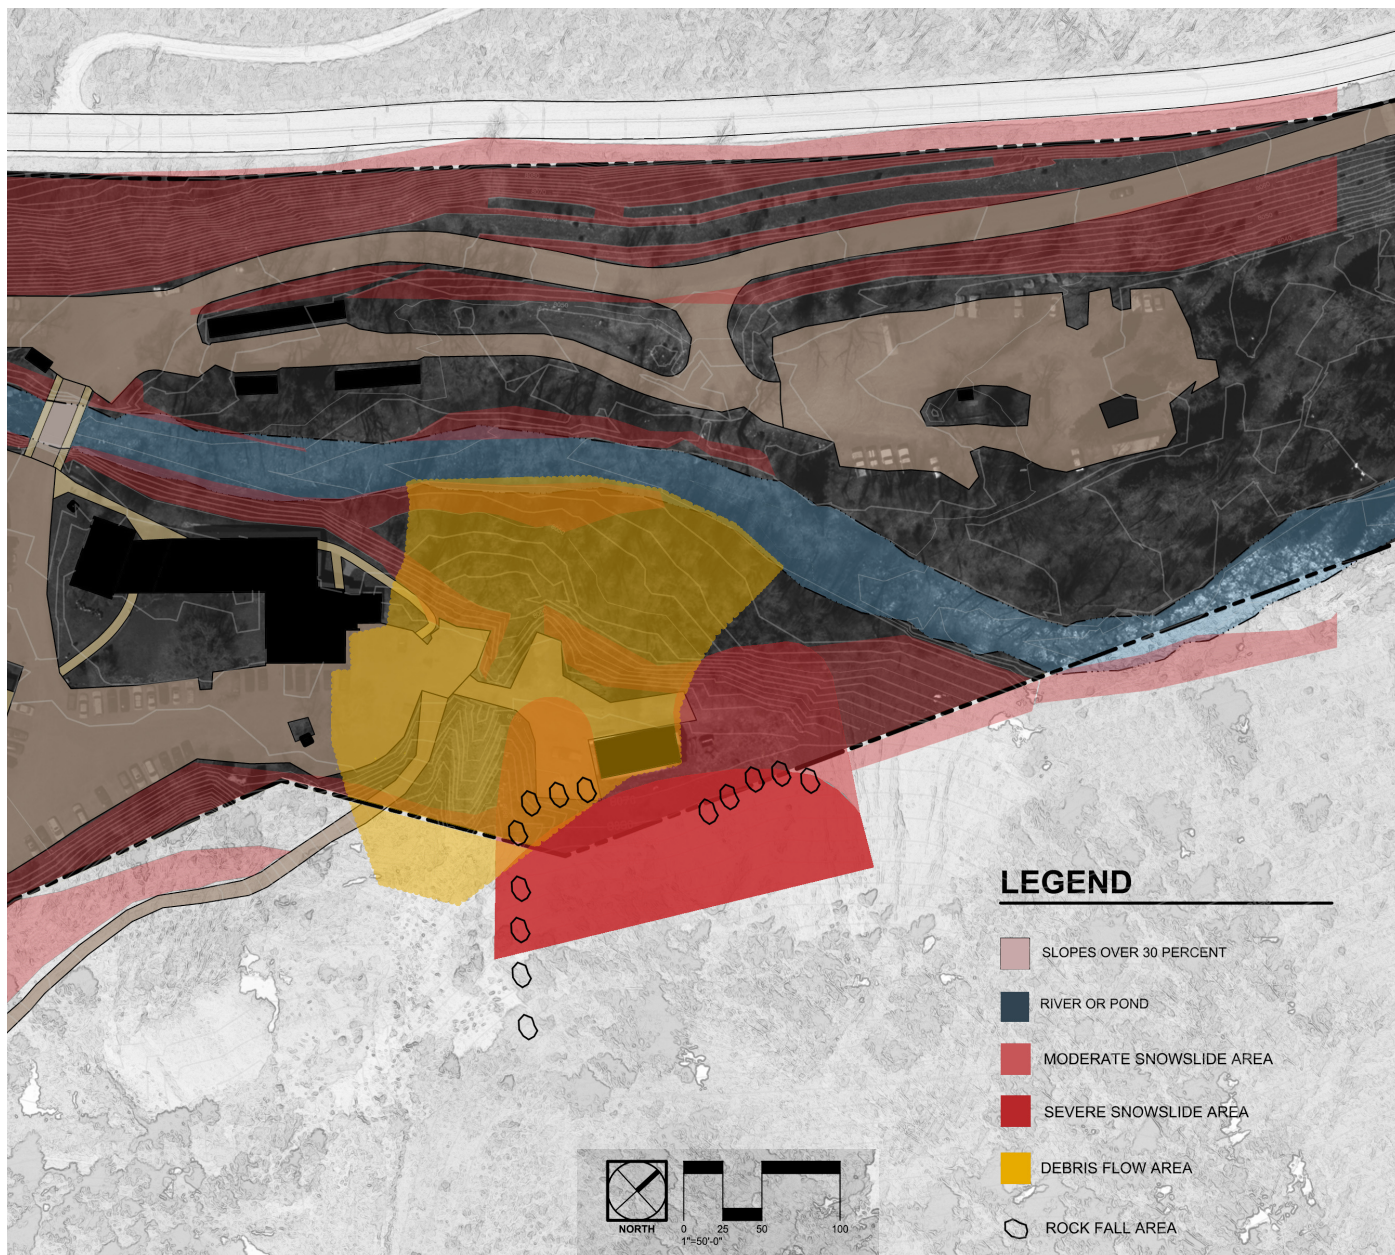 LEGEND
SLOPES OVER 30 PERCENT
RIVER OR POND
MODERATE SNOWSLIDE AREA
SEVERE SNOWSLIDE AREA
DEBRIS FLOW AREA
ROCK FALL AREA
NORTH
0 25 50 100
1"=50'-0"